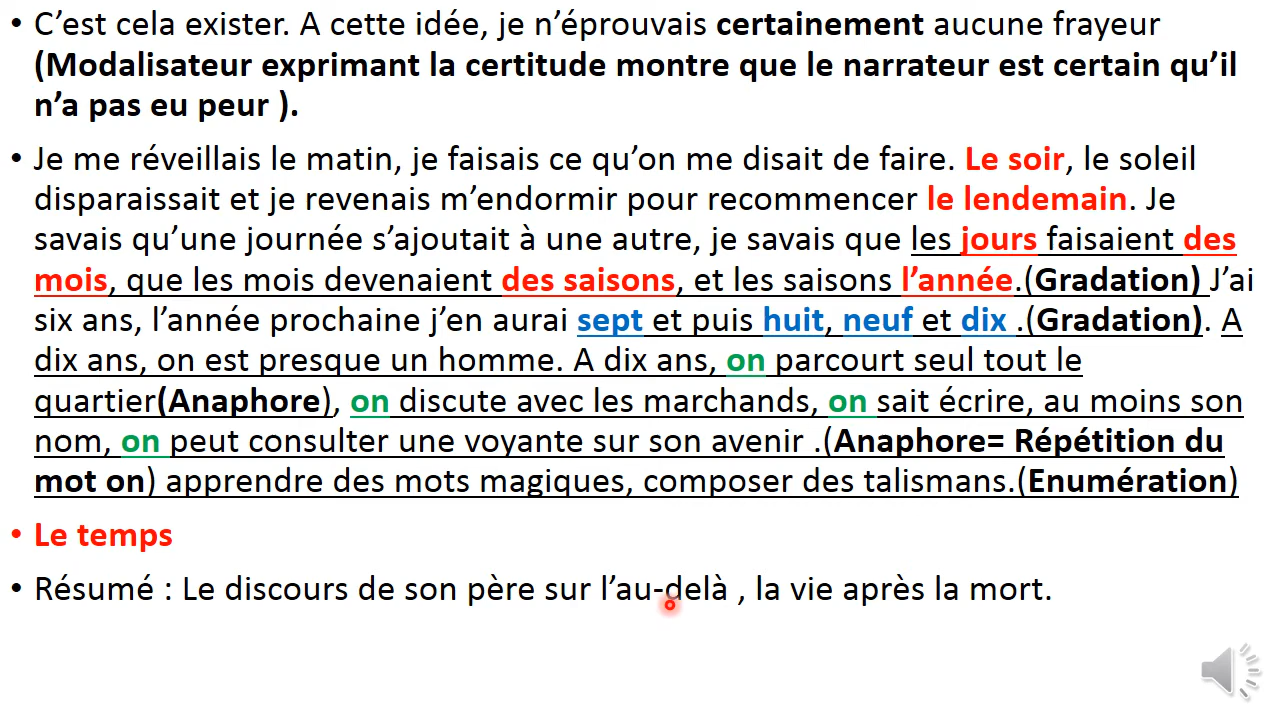 • C’est cela exister. A cette idée, je n’éprouvais certainement aucune frayeur
(Modalisateur exprimant la certitude montre que le narrateur est certain qu’il
n’a pas eu peur ).
• Je me réveillais le matin, je faisais ce qu’on me disait de faire. Le soir, le soleil
disparaissait et je revenais m’endormir pour recommencer le lendemain. Je
savais qu’une journée s’ajoutait à une autre, je savais que les jours faisaient des
mois, que les mois devenaient des saisons, et les saisons l’année.(Gradation) J’ai
six ans, l’année prochaine j’en aurai sept et puis huit, neuf et dix .(Gradation). A
dix ans, on est presque un homme. A dix ans, on parcourt seul tout le
quartier(Anaphore), on discute avec les marchands, on sait écrire, au moins son
nom, on peut consulter une voyante sur son avenir .(Anaphore= Répétition du
mot on) apprendre des mots magiques, composer des talismans.(Enumération)
• Le temps
• Résumé : Le discours de son père sur l’au-delà , la vie après la mort.